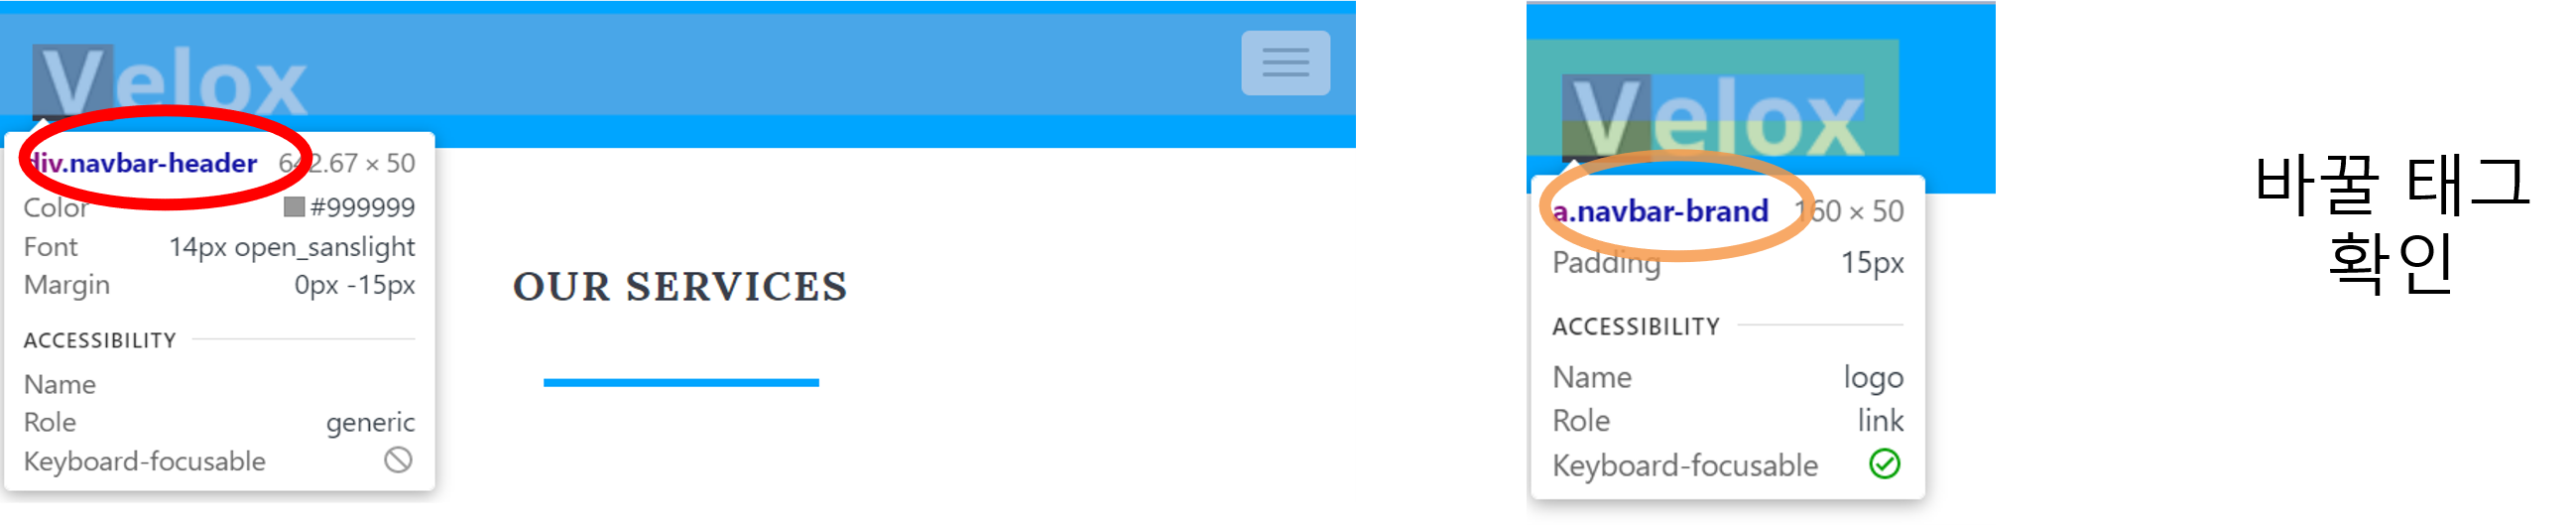 Velox
div.navbar-header 642.67 × 50
Color #999999
Font 14px open_sanslight
Margin 0px -15px
ACCESSIBILITY
Name
Role generic
Keyboard-focusable
OUR SERVICES
Velox
a.navbar-brand 160 × 50
Padding 15px
ACCESSIBILITY
Name logo
Role link
Keyboard-focusable
바꿀 태그
확인